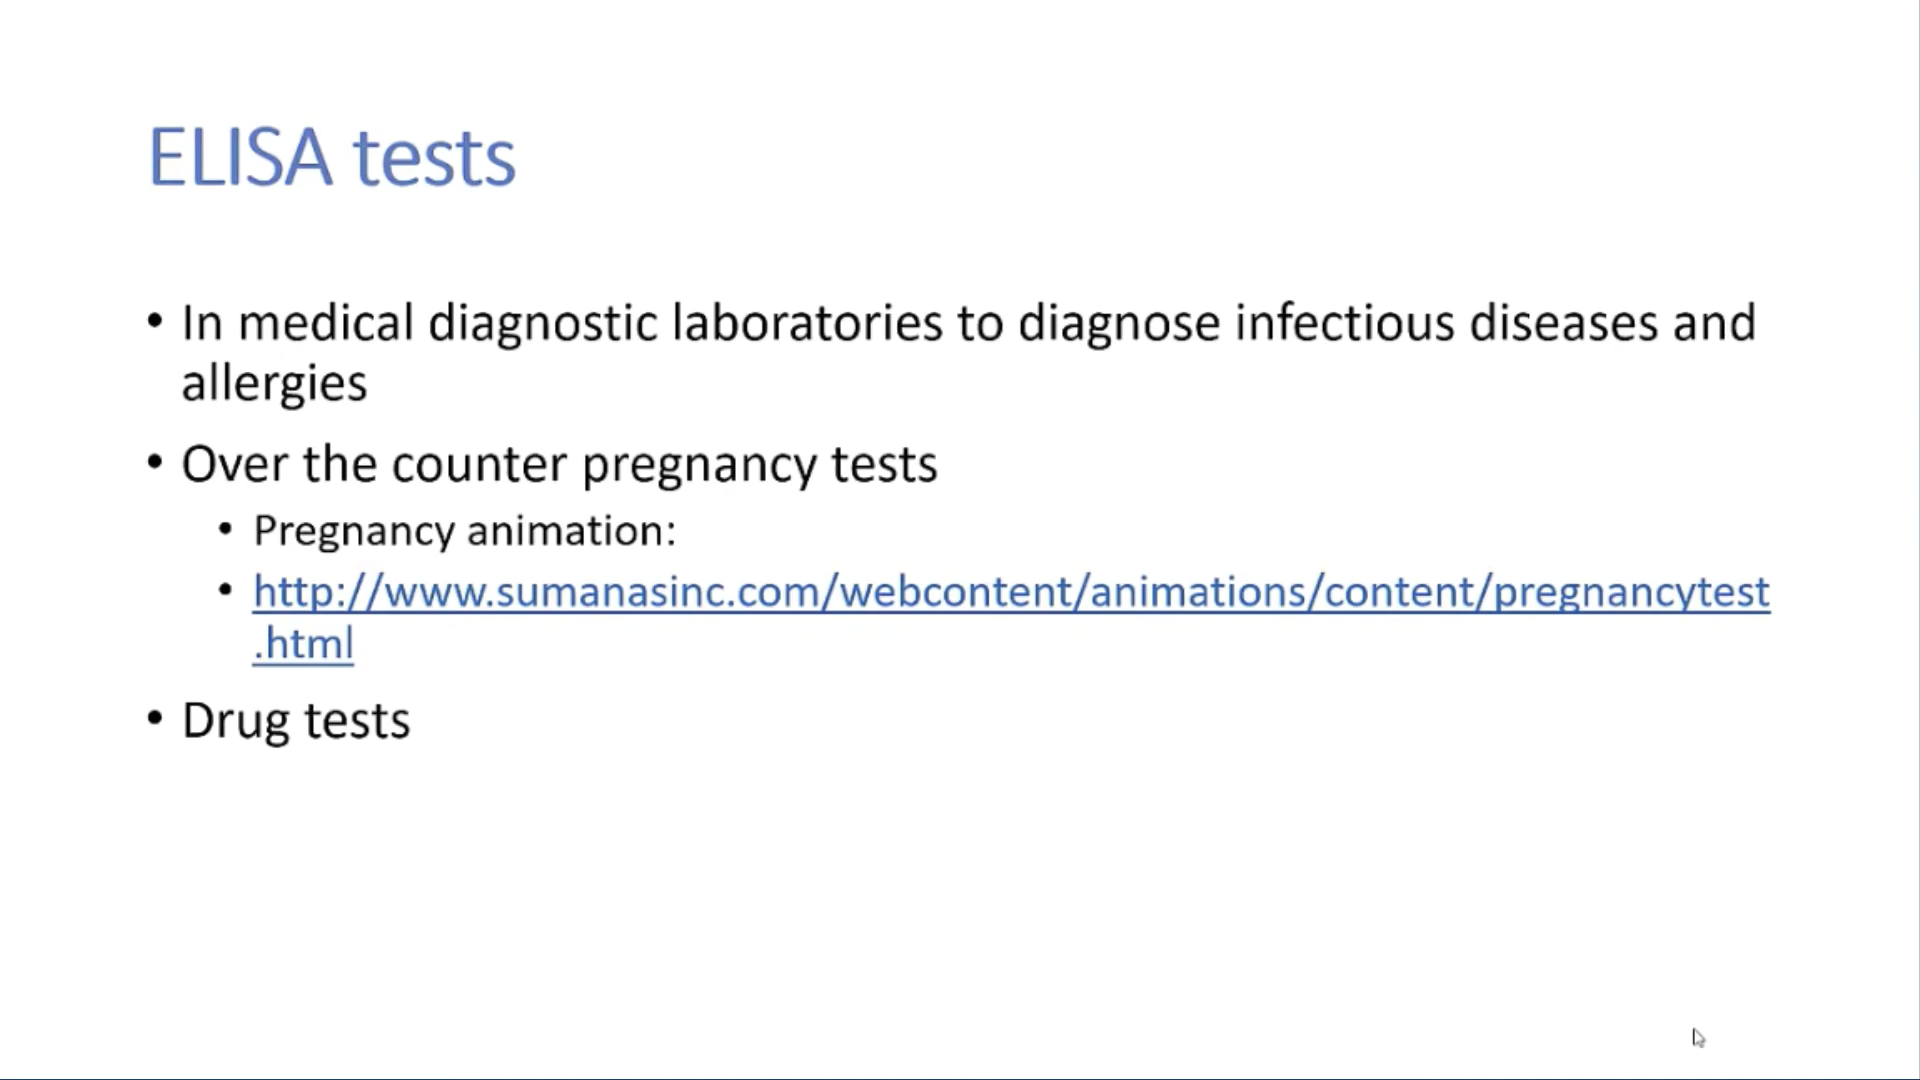 ELISA tests
• In medical diagnostic laboratories to diagnose infectious diseases and
allergies
• Over the counter pregnancy tests
• Pregnancy animation:
• http://www.sumanasinc.com/webcontent/animations/content/pregnancytest
.html
• Drug tests